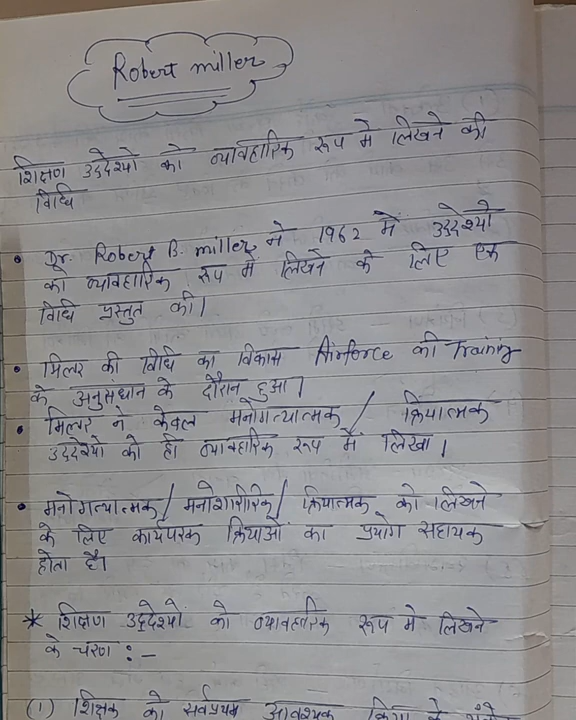 Robert miller
शिक्षण उद्देश्यो को व्यावहारिक रूप मे लिखने की
विधि
• Dr. Robert B. miller ने 1962 में उद्देश्यो
को व्यावहारिक रूप में लिखने के लिए एक
विधि प्रस्तुत की।
• मिलर की विधि का विकास Airforce की Training
के अनुसंधान के दौरान हुआ।
• मिलर ने केवल मनोगत्यात्मक / क्रियात्मक
उद्देश्यो को ही व्यावहारिक रूप में लिखा।
• मनोगत्यात्मक / मनोशारीरिक / क्रियात्मक को लिखने
के लिए कार्यपरक क्रियाओं का प्रयोग सहायक
होता है।
* शिक्षण उद्देश्यो को व्यावहारिक रूप मे लिखने
के चरण :-
(1) शिक्षक को सर्वप्रथम आवश्यक